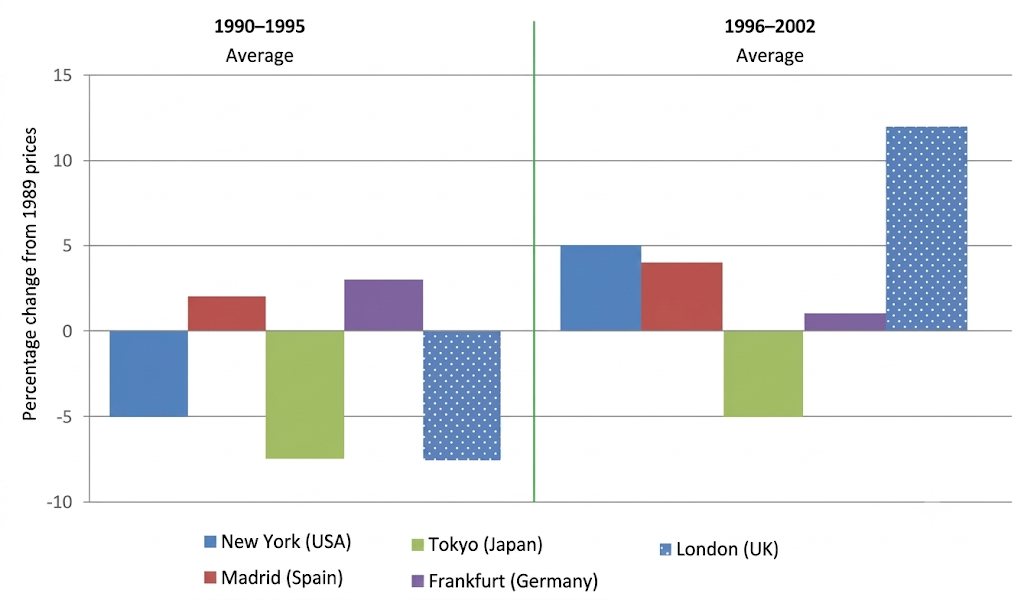 1990–1995
Average
1996–2002
Average
Percentage change from 1989 prices
15
10
5
0
-5
-10
New York (USA)
Tokyo (Japan)
London (UK)
Madrid (Spain)
Frankfurt (Germany)